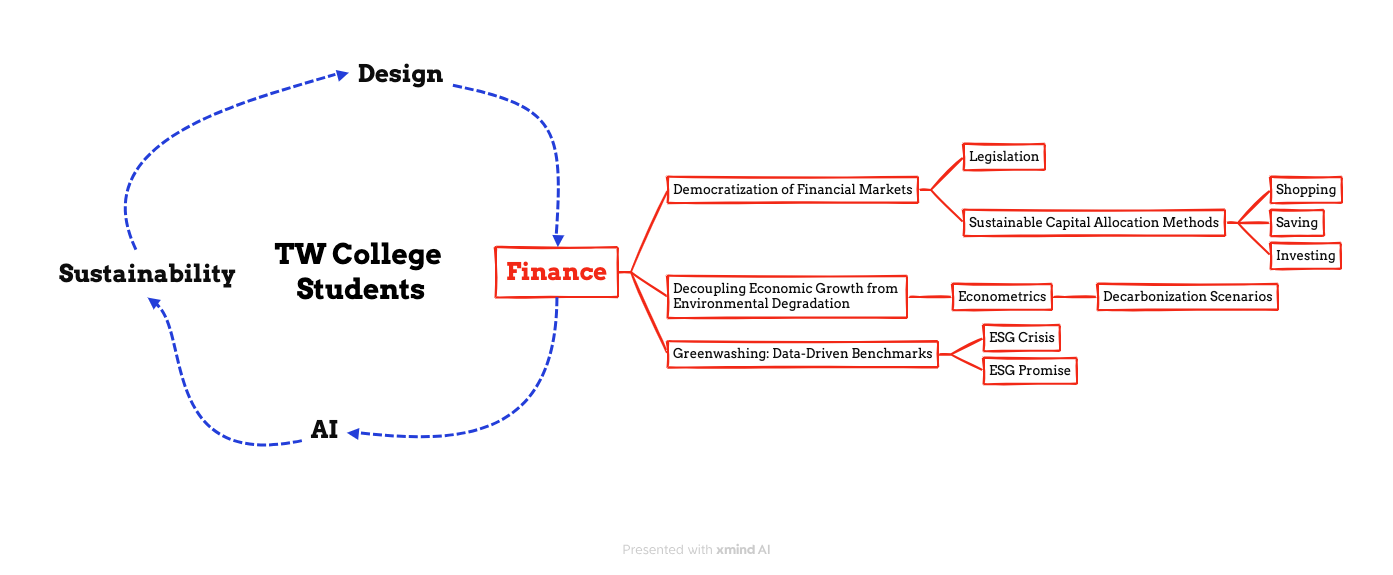 Design
Sustainability
TW College
Students
Finance
AI
Democratization of Financial Markets
Legislation
Sustainable Capital Allocation Methods
Shopping
Saving
Investing
Decoupling Economic Growth from
Environmental Degradation
Econometrics
Decarbonization Scenarios
Greenwashing: Data-Driven Benchmarks
ESG Crisis
ESG Promise
Presented with xmind AI